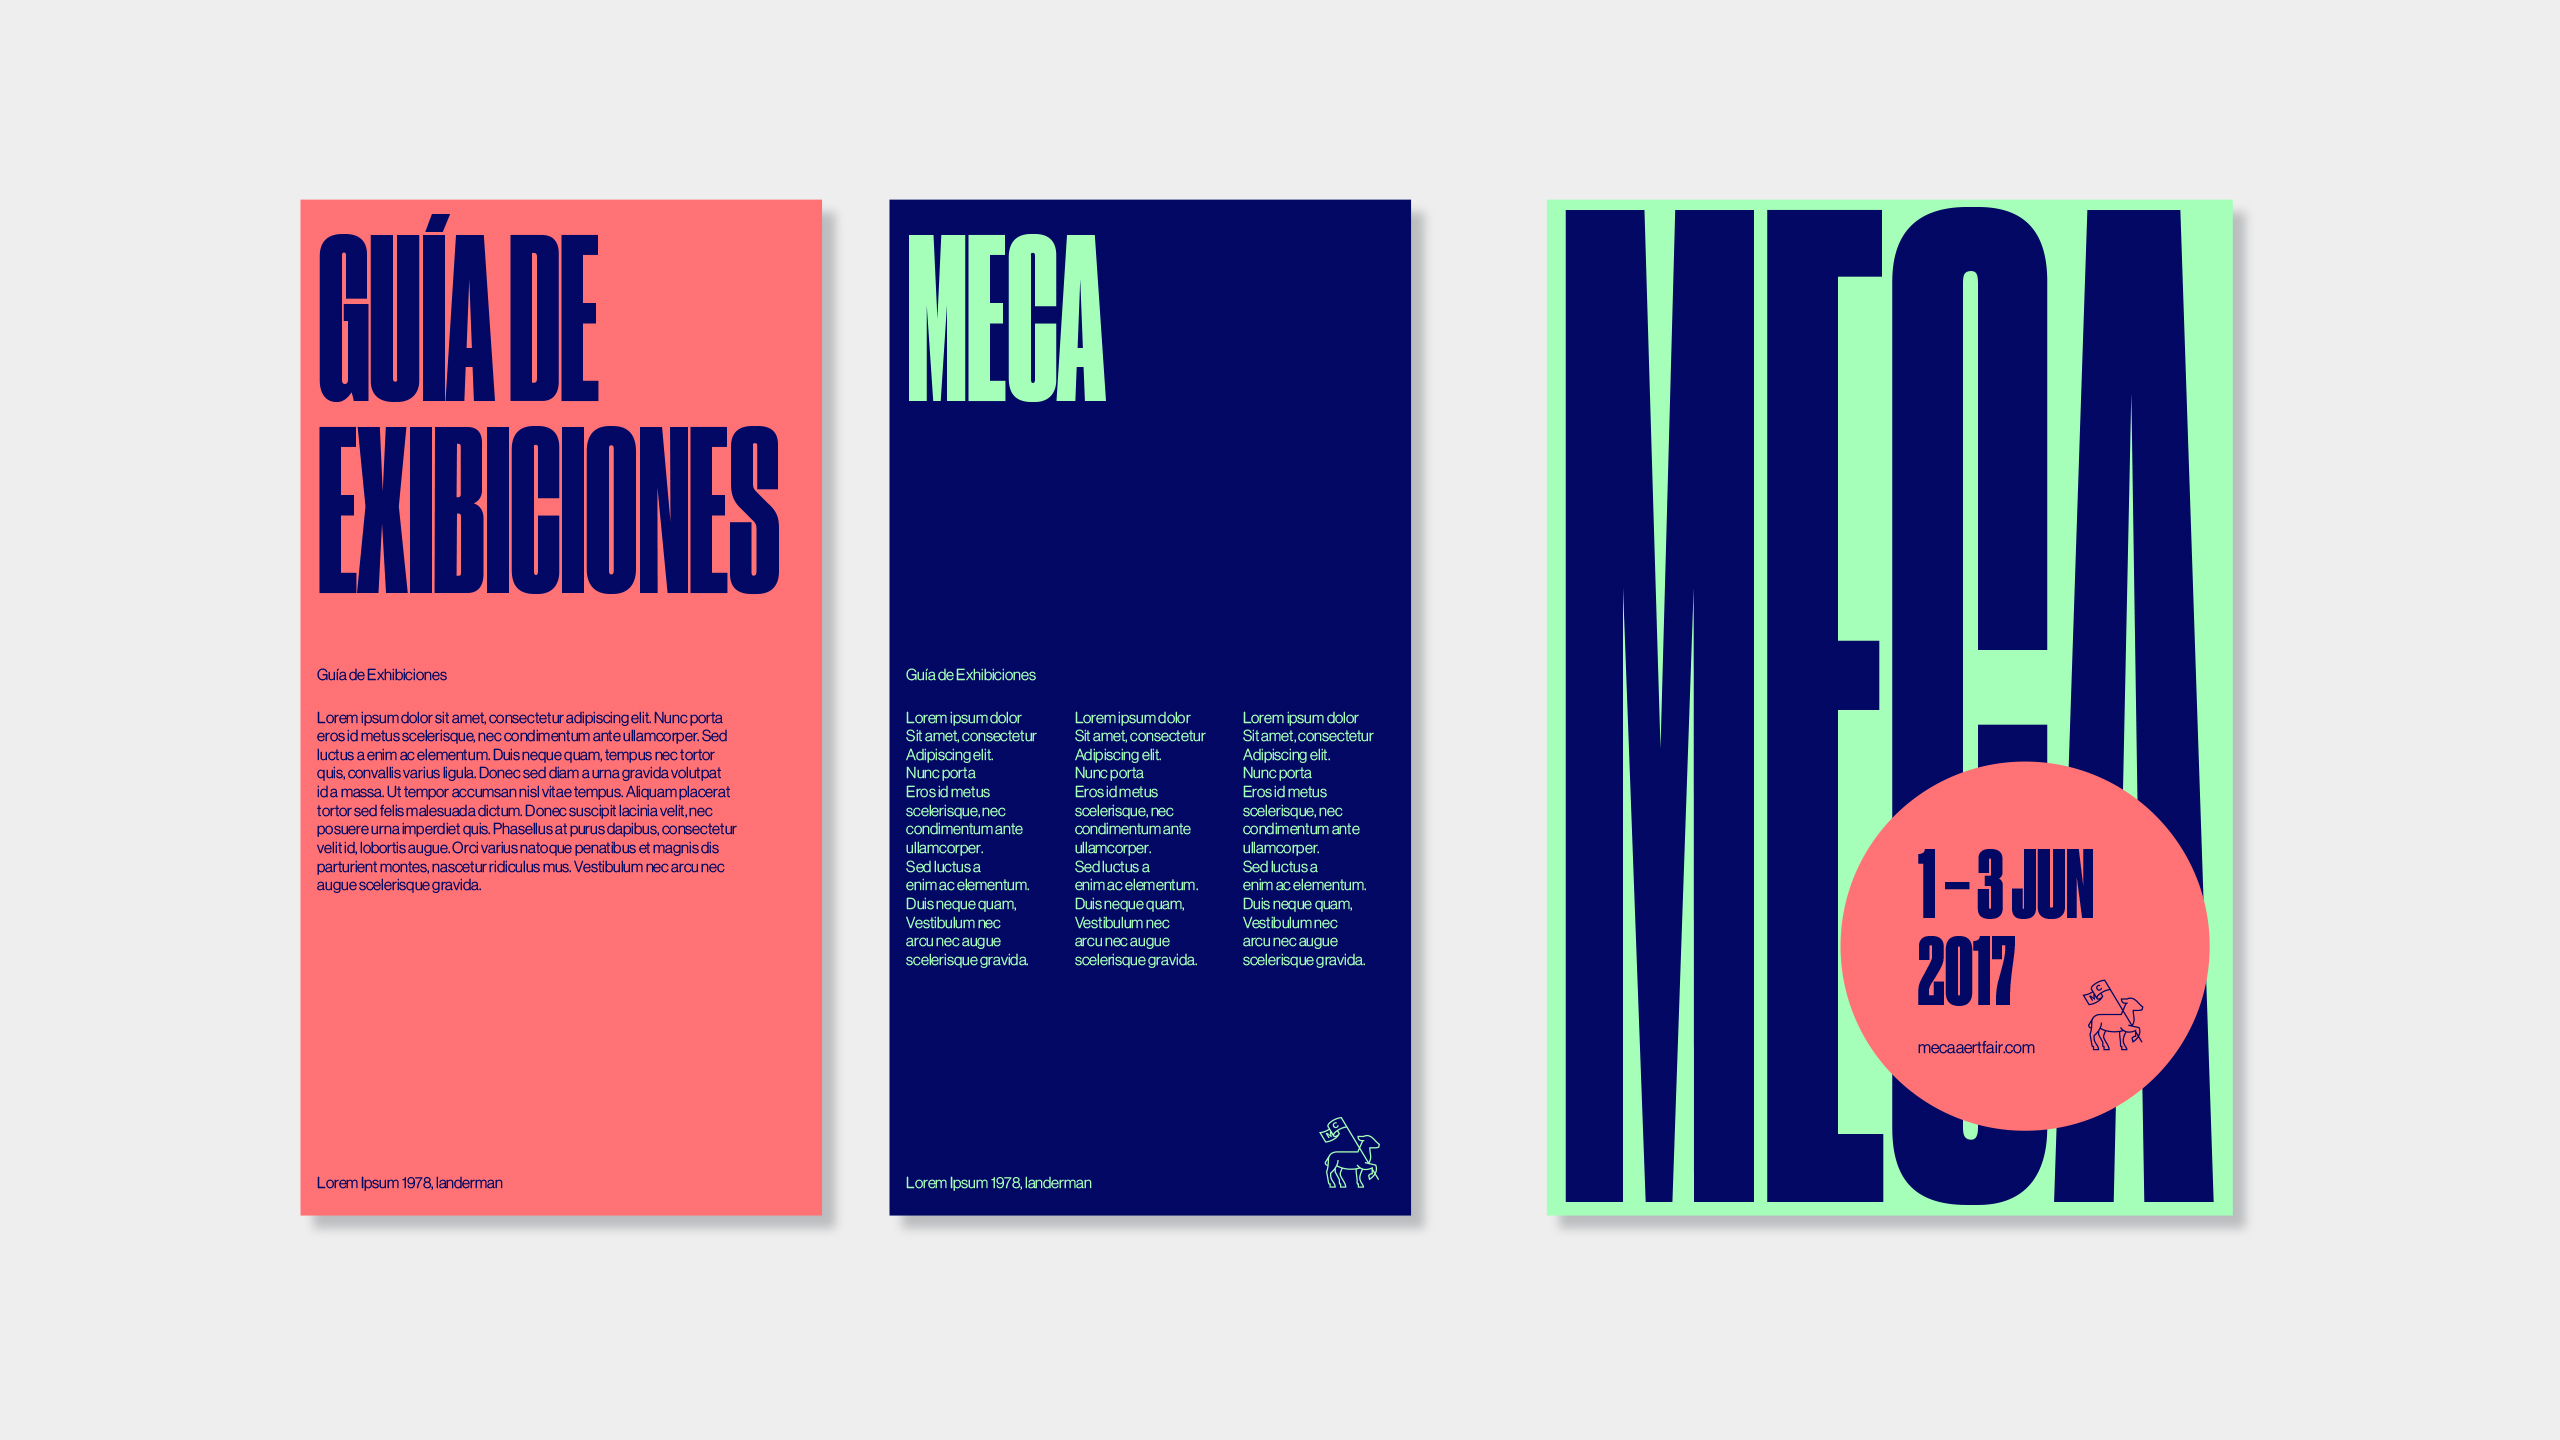 GUÍA DE
EXIBICIONES
Guía de Exhibiciones
Lorem ipsum dolor sit amet, consectetur adipiscing elit. Nunc porta
eros id metus scelerisque, nec condimentum ante ullamcorper. Sed
luctus a enim ac elementum. Duis neque quam, tempus nec tortor
quis, convallis varius ligula. Donec sed diam a urna gravida volutpat
id a massa. Ut tempor accumsan nisl vitae tempus. Aliquam placerat
tortor sed felis malesuada dictum. Donec suscipit lacinia velit, nec
posuere urna imperdiet quis. Phasellus at purus dapibus, consectetur
velit id, lobortis augue. Orci varius natoque penatibus et magnis dis
parturient montes, nascetur ridiculus mus. Vestibulum nec arcu nec
augue scelerisque gravida.
Lorem Ipsum 1978, landerman
MECA
Guía de Exhibiciones
Lorem ipsum dolor
Sit amet, consectetur
Adipiscing elit.
Nunc porta
Eros id metus
scelerisque, nec
condimentum ante
ullamcorper.
Sed luctus a
enim ac elementum.
Duis neque quam,
Vestibulum nec
arcu nec augue
scelerisque gravida.
Lorem ipsum dolor
Sit amet, consectetur
Adipiscing elit.
Nunc porta
Eros id metus
scelerisque, nec
condimentum ante
ullamcorper.
Sed luctus a
enim ac elementum.
Duis neque quam,
Vestibulum nec
arcu nec augue
scelerisque gravida.
Lorem ipsum dolor
Sit amet, consectetur
Adipiscing elit.
Nunc porta
Eros id metus
scelerisque, nec
condimentum ante
ullamcorper.
Sed luctus a
enim ac elementum.
Duis neque quam,
Vestibulum nec
arcu nec augue
scelerisque gravida.
Lorem Ipsum 1978, landerman
M C
MECA
1 – 3 JUN
2017
mecaaertfair.com
M C